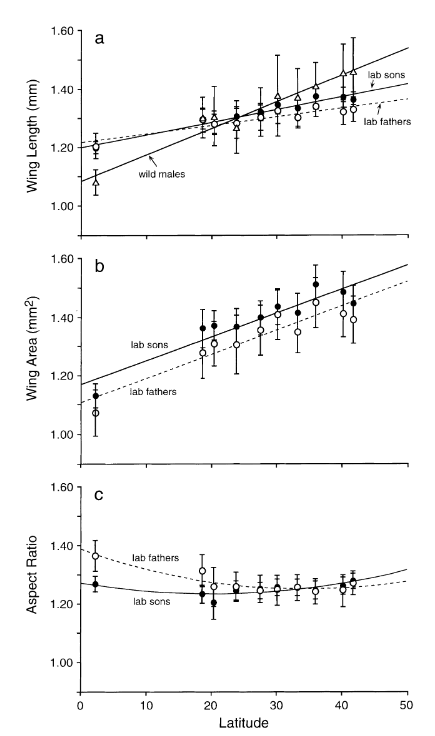 a
1.60
1.40
1.20
1.00
Wing Length (mm)
lab sons
lab fathers
wild males
b
1.60
1.40
1.20
1.00
Wing Area (mm2)
lab sons
lab fathers
c
1.60
1.40
1.20
1.00
Aspect Ratio
lab fathers
lab sons
0 10 20 30 40 50
Latitude